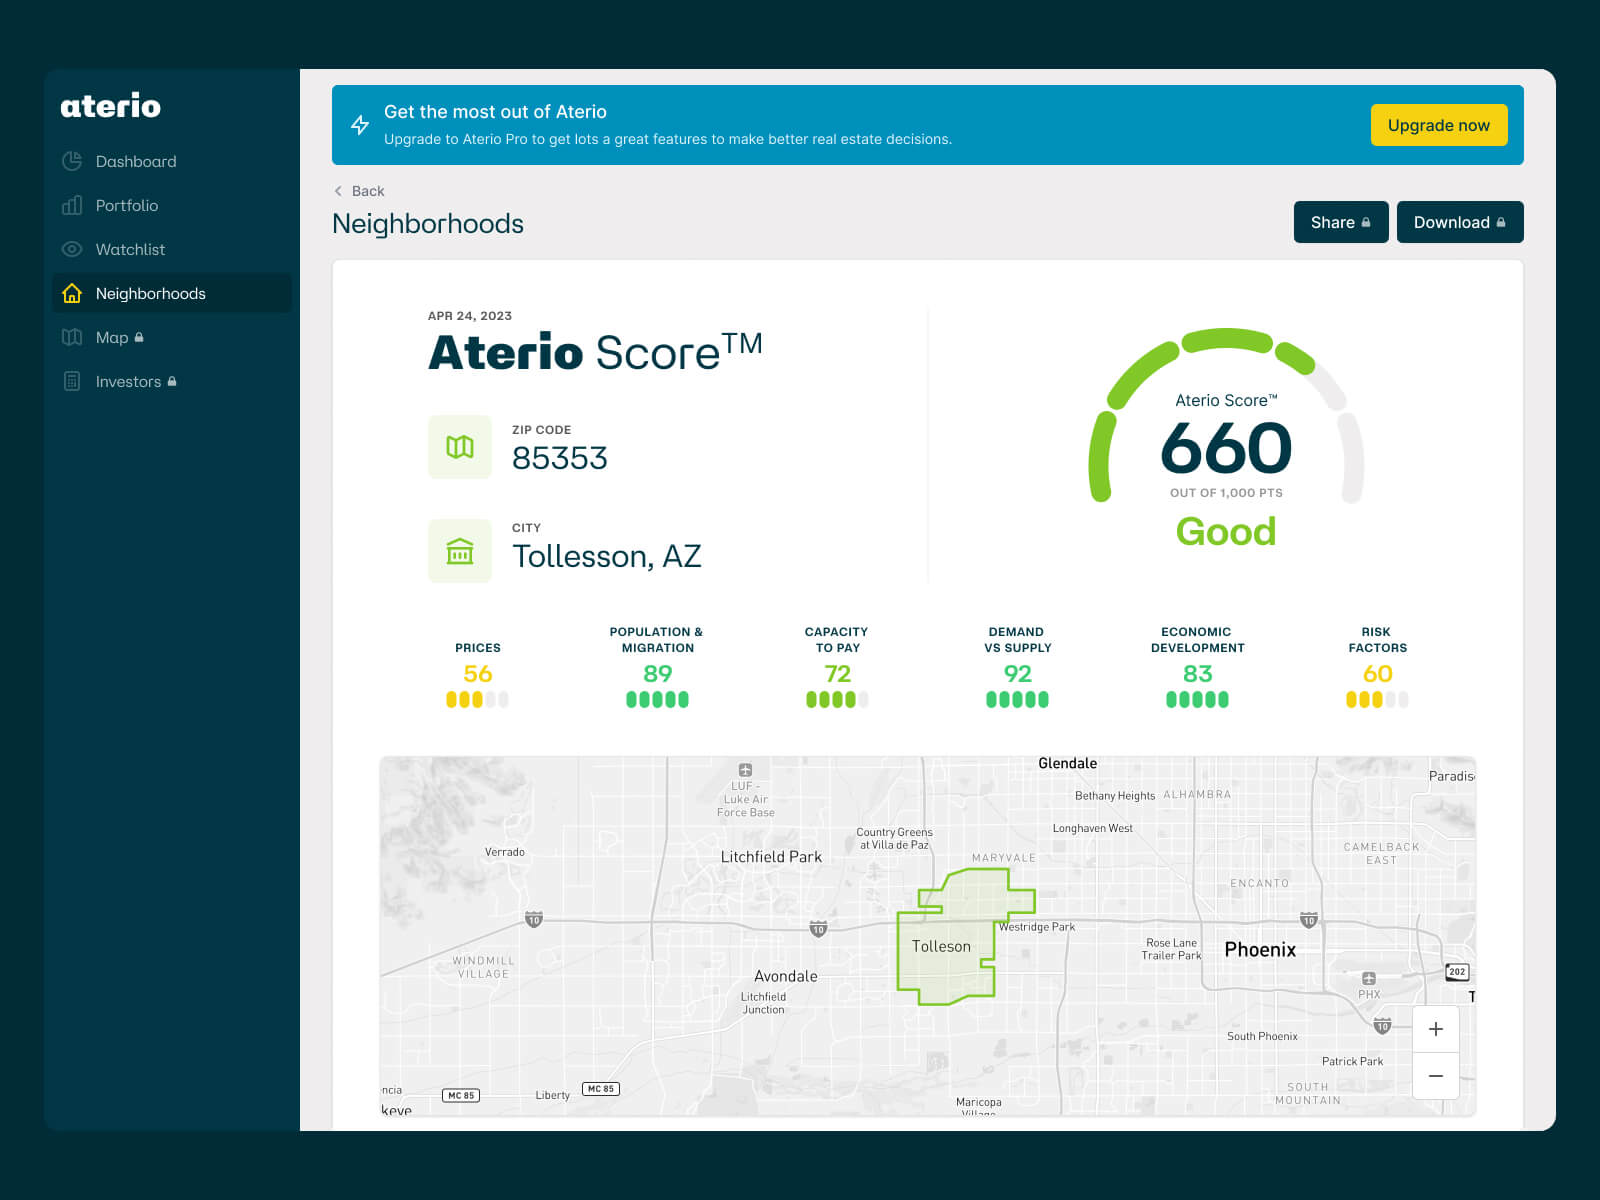 aterio
Dashboard
Portfolio
Watchlist
Neighborhoods
Map
Investors
Get the most out of Aterio
Upgrade to Aterio Pro to get lots a great features to make better real estate decisions.
Upgrade now
Back
Neighborhoods
Share
Download
APR 24, 2023
Aterio Score™
ZIP CODE
85353
CITY
Tollesson, AZ
Aterio Score™
660
OUT OF 1,000 PTS
Good
PRICES
56
POPULATION &
MIGRATION
89
CAPACITY
TO PAY
72
DEMAND
VS SUPPLY
92
ECONOMIC
DEVELOPMENT
83
RISK
FACTORS
60
Glendale
LUF -
Luke Air
Force Base
Paradis
Bethany Heights
ALHAMBRA
Longhaven West
Country Greens
at Villa de Paz
Verrado
Litchfield Park
MARYVALE
CAMELBACK
EAST
ENCANTO
10
10
10
Westridge Park
Tolleson
Rose Lane
Trailer Park
Phoenix
WINDMILL
VILLAGE
Avondale
202
PHX
Litchfield
Junction
T
10
South Phoenix
Patrick Park
ncia
MC 85
Liberty
MC 85
SOUTH
MOUNTAIN
Maricopa
Village
keye
+
−